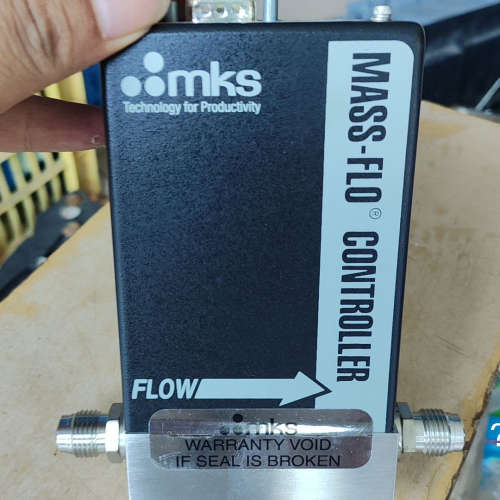 mks
Technology for Productivity
MASS-FLO® CONTROLLER
FLOW
mks
WARRANTY VOID
IF SEAL IS BROKEN